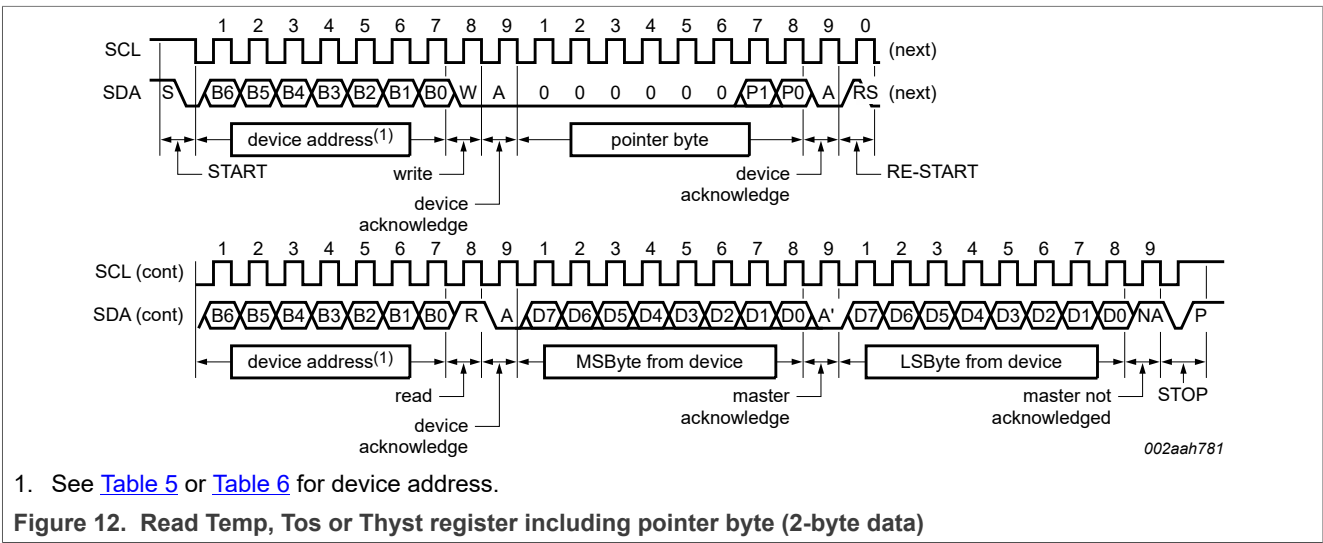 1 2 3 4 5 6 7 8 9 1 2 3 4 5 6 7 8 9 0
SCL (next)
SDA S B6 B5 B4 B3 B2 B1 B0 W A 0 0 0 0 0 0 P1 P0 A RS (next)
device address(1) pointer byte
START write device RE-START
acknowledge
device
acknowledge
1 2 3 4 5 6 7 8 9 1 2 3 4 5 6 7 8 9 1 2 3 4 5 6 7 8 9
SCL (cont)
SDA (cont) B6 B5 B4 B3 B2 B1 B0 R A D7 D6 D5 D4 D3 D2 D1 D0 A' D7 D6 D5 D4 D3 D2 D1 D0 NA P
device address(1) MSByte from device LSByte from device
read master master not STOP
acknowledge acknowledged
device
acknowledge
002aah781
1. See Table 5 or Table 6 for device address.
Figure 12. Read Temp, Tos or Thyst register including pointer byte (2-byte data)